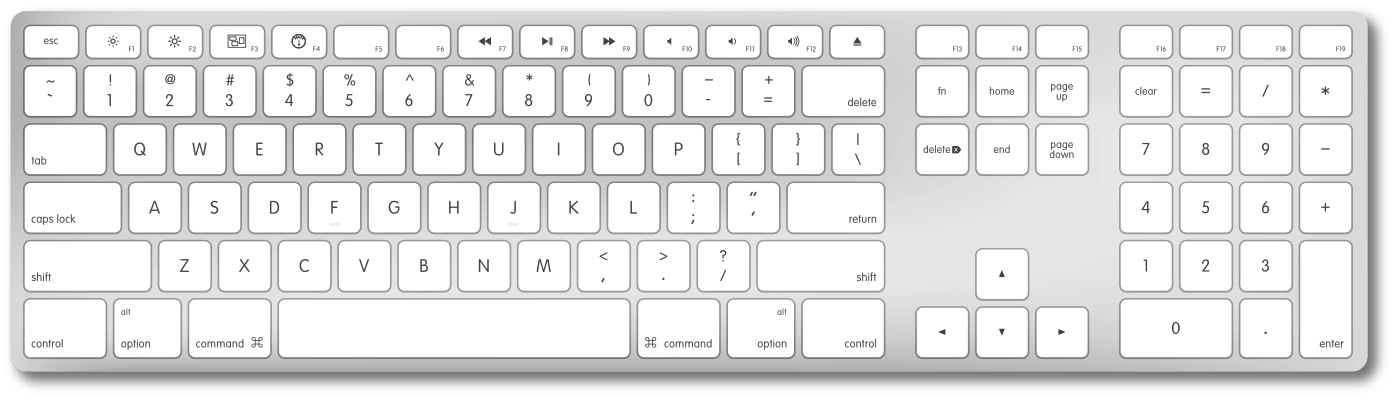 esc F1 F2 F3 F4 F5 F6 F7 F8 F9 F10 F11 F12 F13 F14 F15 F16 F17 F18 F19
~ ! @ # $ % ^ & * ( ) – +
` 1 2 3 4 5 6 7 8 9 0 - = delete fn home page up clear = / *
tab Q W E R T Y U I O P { [ } ] | \ delete end page down 7 8 9 –
caps lock A S D F G H J K L : ; " ' return 4 5 6 +
shift Z X C V B N M < , > . ? / shift 1 2 3
alt alt
control option command ⌘ ⌘ command option control 0 . enter